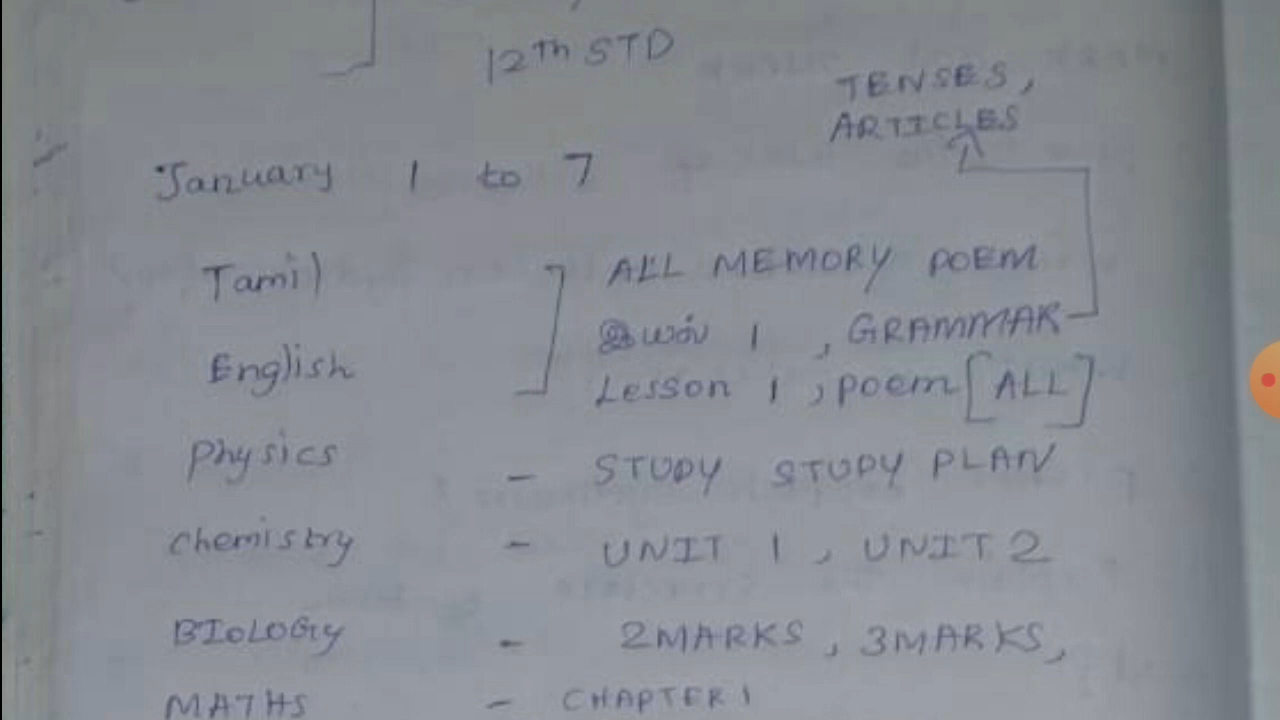 12Th STD
TENSES,
ARTICLES
January 1 to 7
Tamil
ALL MEMORY POEM
இயல் 1, GRAMMAR
English
Lesson 1, poem [ALL]
Physics - STUDY STUDY PLAN
chemistry - UNIT 1, UNIT 2
BIOLOGY - 2MARKS, 3MARKS,
MATHS - CHAPTER 1